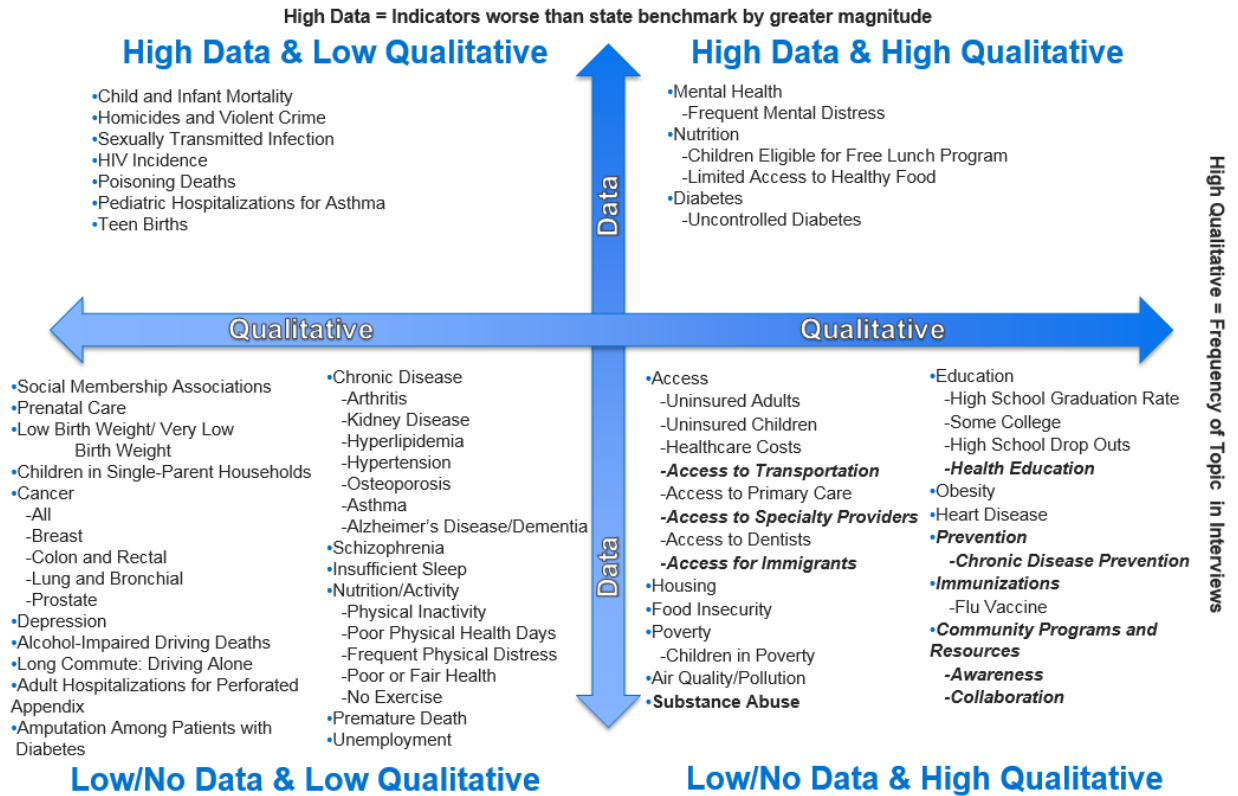 High Data = Indicators worse than state benchmark by greater magnitude
High Data & Low Qualitative
•Child and Infant Mortality
•Homicides and Violent Crime
•Sexually Transmitted Infection
•HIV Incidence
•Poisoning Deaths
•Pediatric Hospitalizations for Asthma
•Teen Births
High Data & High Qualitative
•Mental Health
-Frequent Mental Distress
•Nutrition
-Children Eligible for Free Lunch Program
-Limited Access to Healthy Food
•Diabetes
-Uncontrolled Diabetes
Data
Qualitative
Qualitative
Data
High Qualitative = Frequency of Topic in Interviews
•Social Membership Associations
•Prenatal Care
•Low Birth Weight/ Very Low
Birth Weight
•Children in Single-Parent Households
•Cancer
-All
-Breast
-Colon and Rectal
-Lung and Bronchial
-Prostate
•Depression
•Alcohol-Impaired Driving Deaths
•Long Commute: Driving Alone
•Adult Hospitalizations for Perforated
Appendix
•Amputation Among Patients with
Diabetes
•Chronic Disease
-Arthritis
-Kidney Disease
-Hyperlipidemia
-Hypertension
-Osteoporosis
-Asthma
-Alzheimer's Disease/Dementia
•Schizophrenia
•Insufficient Sleep
•Nutrition/Activity
-Physical Inactivity
-Poor Physical Health Days
-Frequent Physical Distress
-Poor or Fair Health
-No Exercise
•Premature Death
•Unemployment
Low/No Data & Low Qualitative
•Access
-Uninsured Adults
-Uninsured Children
-Healthcare Costs
-Access to Transportation
-Access to Primary Care
-Access to Specialty Providers
-Access to Dentists
-Access for Immigrants
•Housing
•Food Insecurity
•Poverty
-Children in Poverty
•Air Quality/Pollution
•Substance Abuse
•Education
-High School Graduation Rate
-Some College
-High School Drop Outs
-Health Education
•Obesity
•Heart Disease
•Prevention
-Chronic Disease Prevention
•Immunizations
-Flu Vaccine
•Community Programs and
Resources
-Awareness
-Collaboration
Low/No Data & High Qualitative